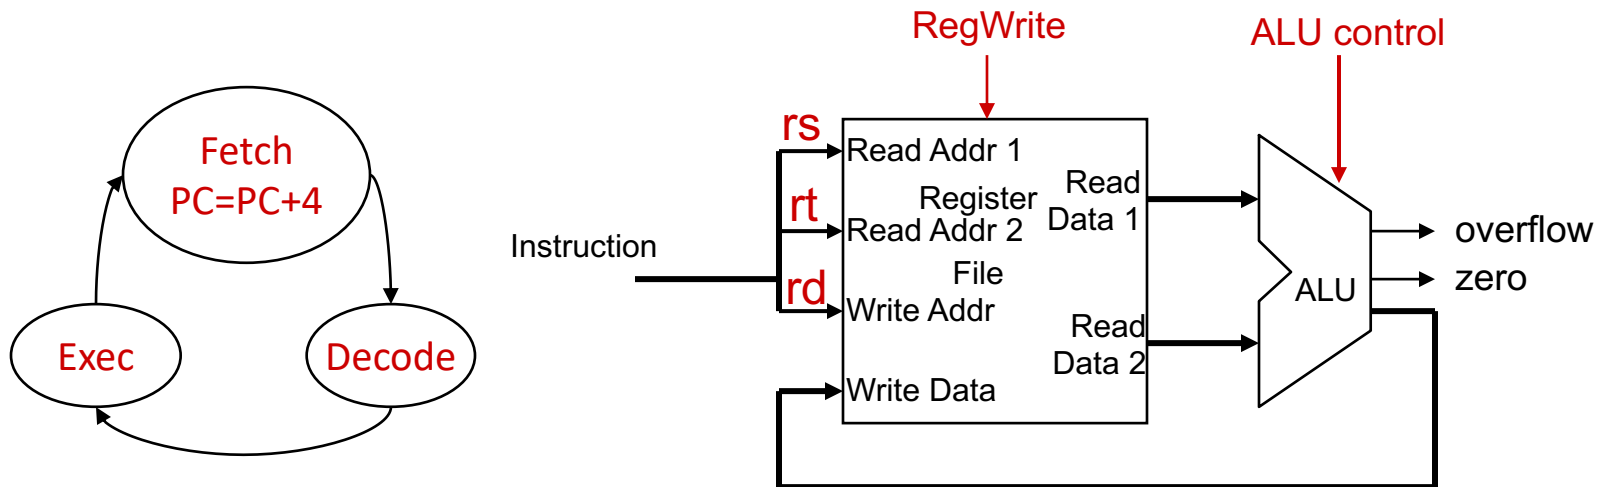 Fetch
PC=PC+4
Exec
Decode
RegWrite
ALU control
Instruction
rs
rt
rd
Read Addr 1
Register
Read Addr 2
File
Write Addr
Write Data
Read
Data 1
Read
Data 2
ALU
overflow
zero